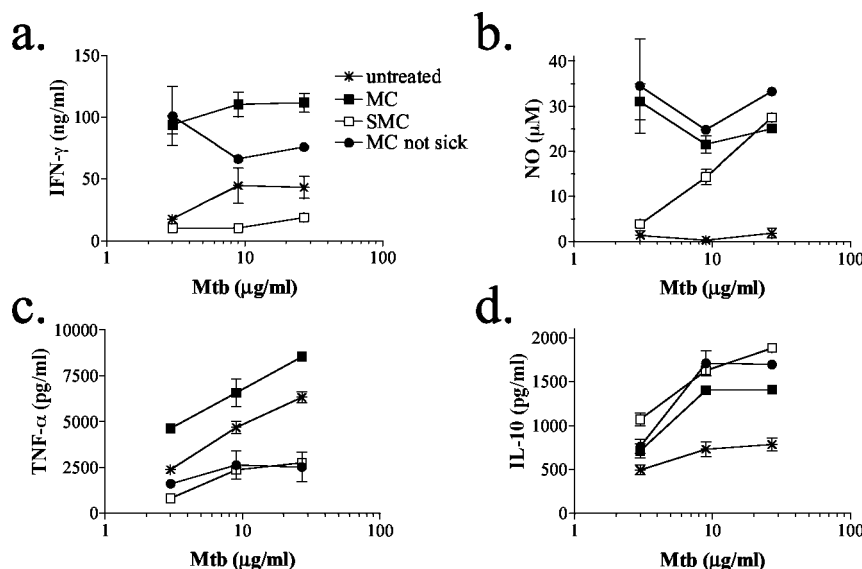 a.
IFN-γ (ng/ml)
150
100
50
0
1
10
100
Mtb (μg/ml)
untreated
MC
SMC
MC not sick
b.
NO (μM)
40
30
20
10
0
1
10
100
Mtb (μg/ml)
c.
TNF-α (pg/ml)
10000
7500
5000
2500
0
1
10
100
Mtb (μg/ml)
d.
IL-10 (pg/ml)
2000
1500
1000
500
0
1
10
100
Mtb (μg/ml)